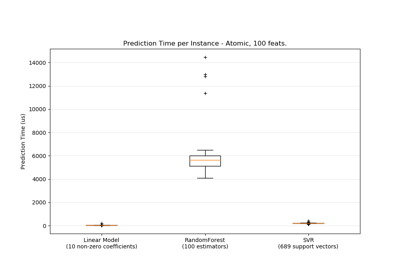 Prediction Time per Instance - Atomic, 100 feats.
14000
12000
10000
8000
6000
4000
2000
0
Prediction Time (us)
Linear Model
(10 non-zero coefficients)
RandomForest
(100 estimators)
SVR
(689 support vectors)